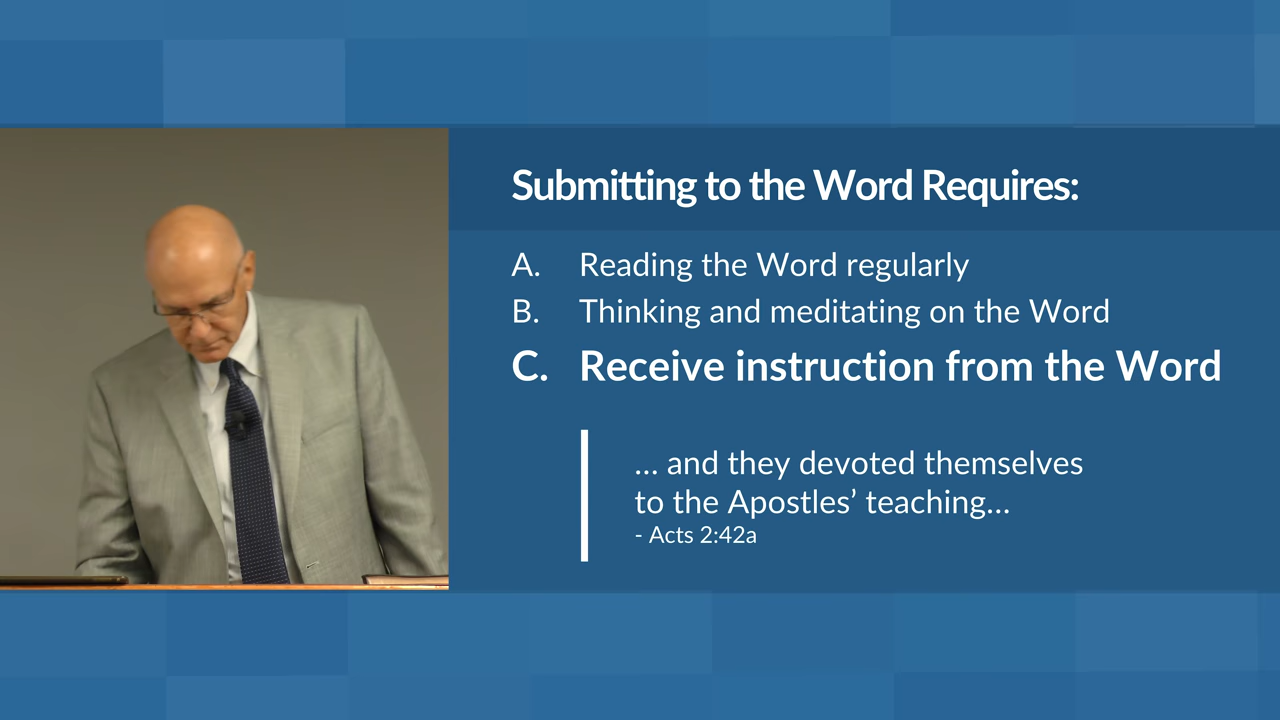 Submitting to the Word Requires:
A. Reading the Word regularly
B. Thinking and meditating on the Word
C. Receive instruction from the Word
... and they devoted themselves
to the Apostles’ teaching...
- Acts 2:42a